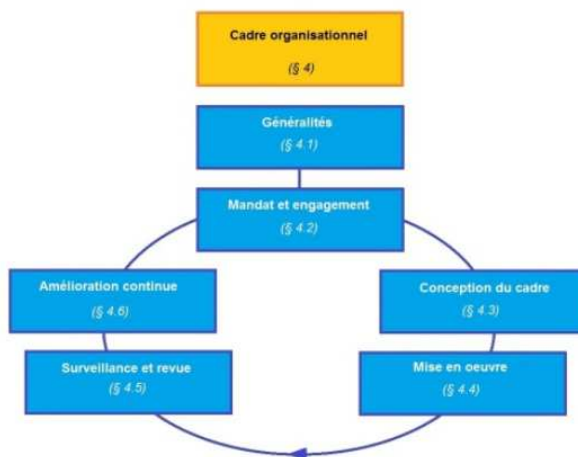 Cadre organisationnel
(§ 4)
Généralités
(§ 4.1)
Mandat et engagement
(§ 4.2)
Amélioration continue
(§ 4.6)
Conception du cadre
(§ 4.3)
Surveillance et revue
(§ 4.5)
Mise en oeuvre
(§ 4.4)